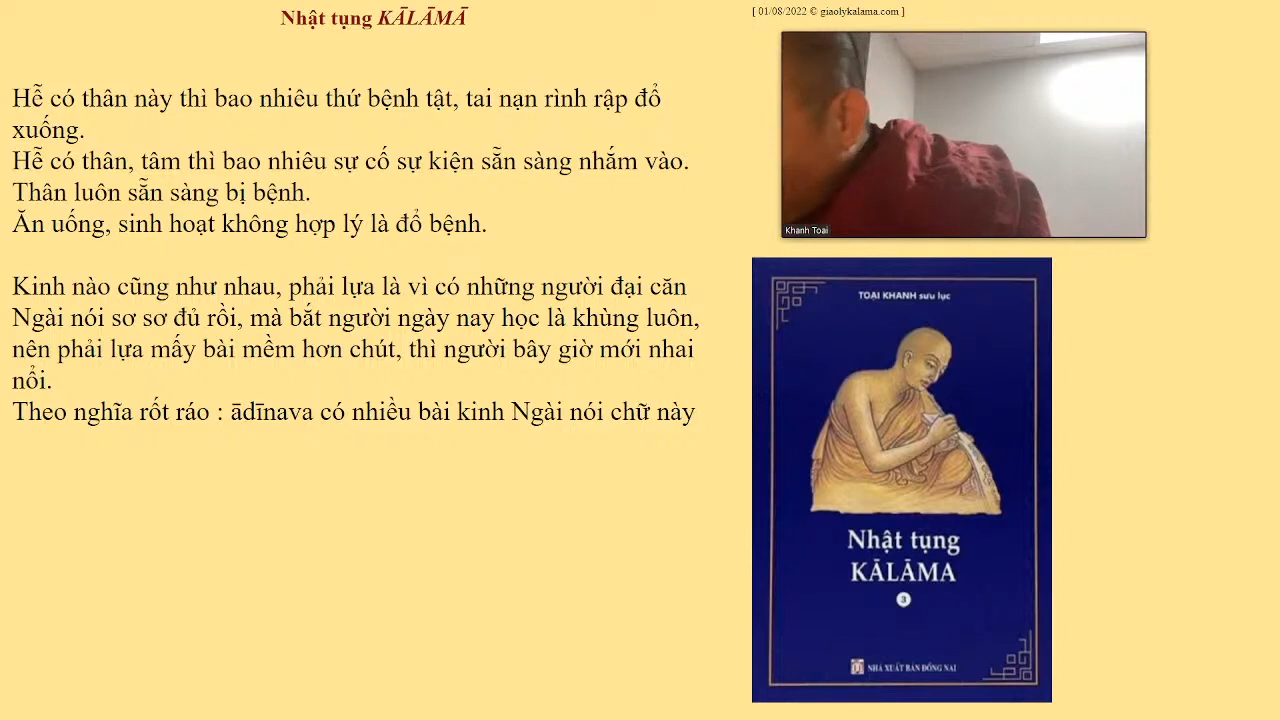 Nhật tụng KĀLĀMĀ
[ 01/08/2022 © giaolykalama.com ]
Hễ có thân này thì bao nhiêu thứ bệnh tật, tai nạn rình rập đổ
xuống.
Hễ có thân, tâm thì bao nhiêu sự cố sự kiện sẵn sàng nhắm vào.
Thân luôn sẵn sàng bị bệnh.
Ăn uống, sinh hoạt không hợp lý là đổ bệnh.
Kinh nào cũng như nhau, phải lựa là vì có những người đại căn
Ngài nói sơ sơ đủ rồi, mà bắt người ngày nay học là khùng luôn,
nên phải lựa mấy bài mềm hơn chút, thì người bây giờ mới nhai
nổi.
Theo nghĩa rốt ráo : ādīnava có nhiều bài kinh Ngài nói chữ này
Khanh Toai
TOẠI KHANH sưu lục
Nhật tụng
KĀLĀMA
3
NHÀ XUẤT BẢN ĐỒNG NAI